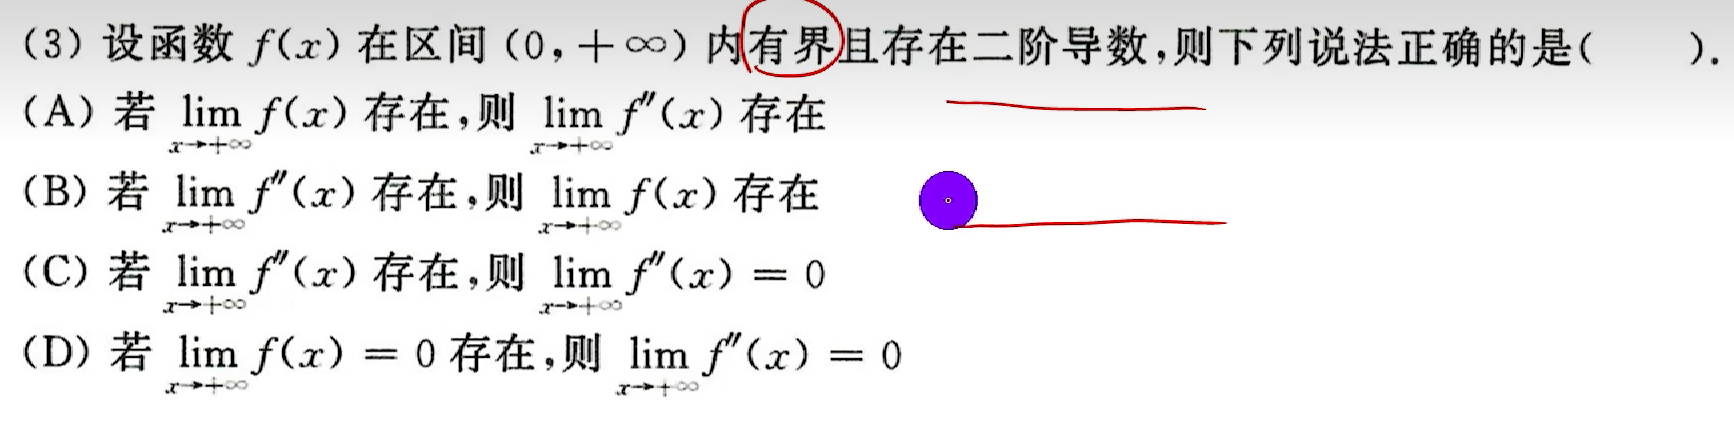 (3) 设函数 f(x) 在区间 (0, +∞) 内有界且存在二阶导数,则下列说法正确的是(　　).
(A) 若 lim_{x→+∞} f(x) 存在,则 lim_{x→+∞} f″(x) 存在
(B) 若 lim_{x→+∞} f″(x) 存在,则 lim_{x→+∞} f(x) 存在
(C) 若 lim_{x→+∞} f″(x) 存在,则 lim_{x→+∞} f″(x) = 0
(D) 若 lim_{x→+∞} f(x) = 0 存在,则 lim_{x→+∞} f″(x) = 0